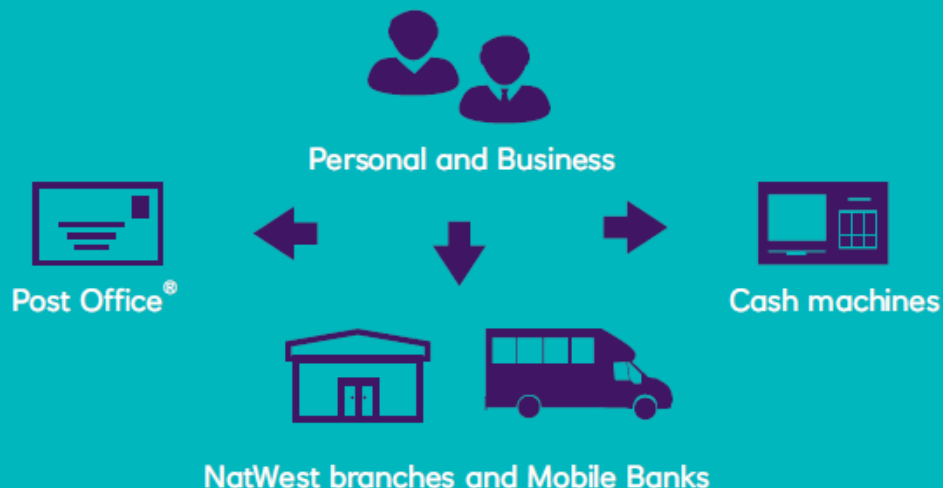 Personal and Business
Post Office®
Cash machines
NatWest branches and Mobile Banks